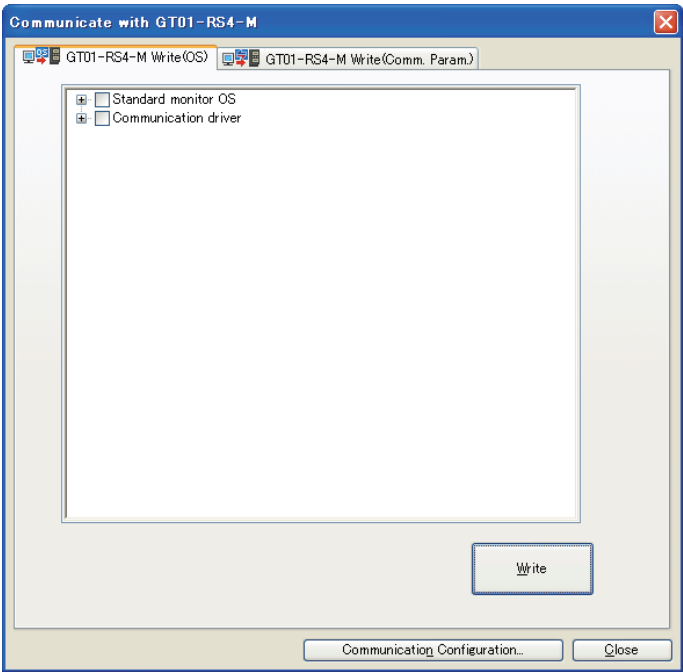 Communicate with GT01-RS4-M
GT01-RS4-M Write(OS) GT01-RS4-M Write(Comm. Param.)
Standard monitor OS
Communication driver
Write
Communication Configuration... Close